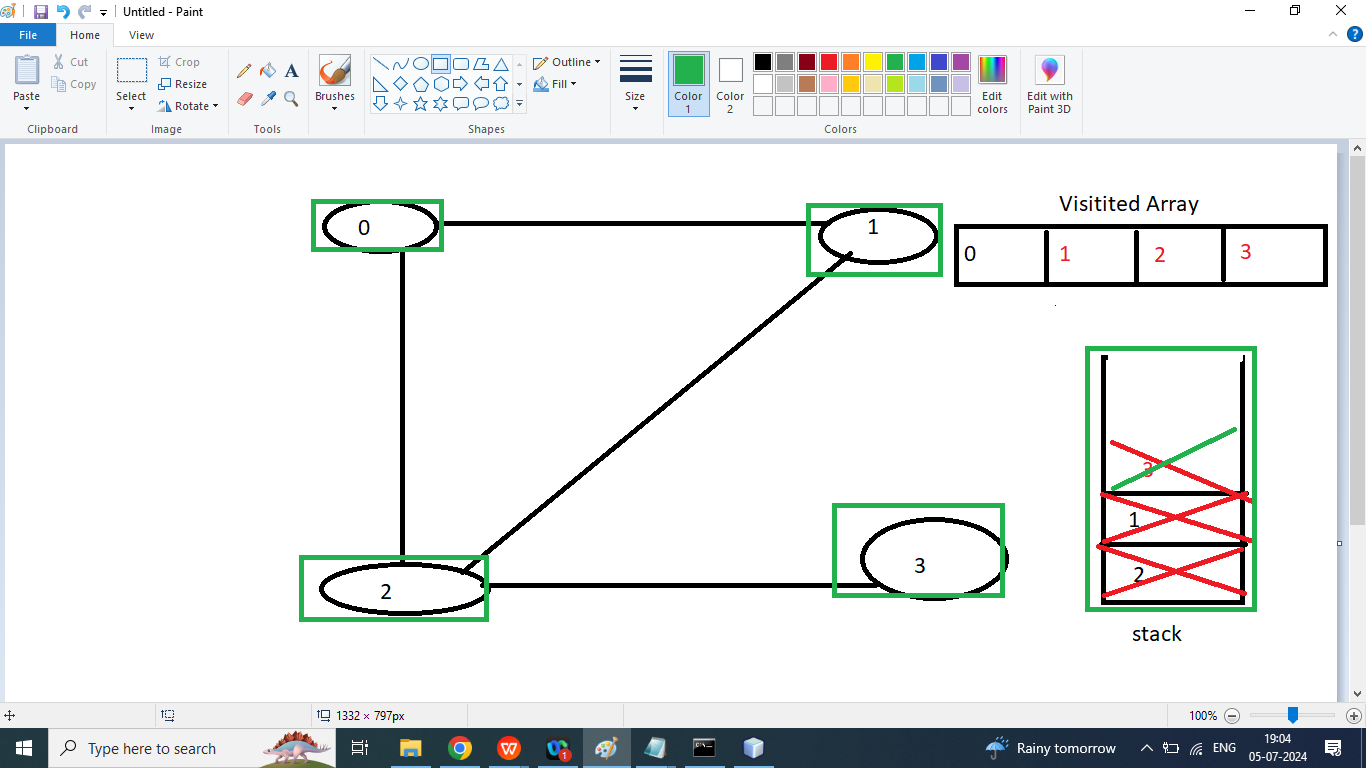 Untitled - Paint
File Home View
Paste Cut Copy
Select Crop Resize Rotate
A
Brushes
Outline
Fill
Size
Color 1
Color 2
Edit colors
Edit with Paint 3D
Clipboard Image Tools Shapes Colors
Visitited Array
0 1
0 1 2 3
3
1
2
2 3
stack
1332 × 797px 100%
Type here to search
W
1
Rainy tomorrow
ENG
19:04
05-07-2024